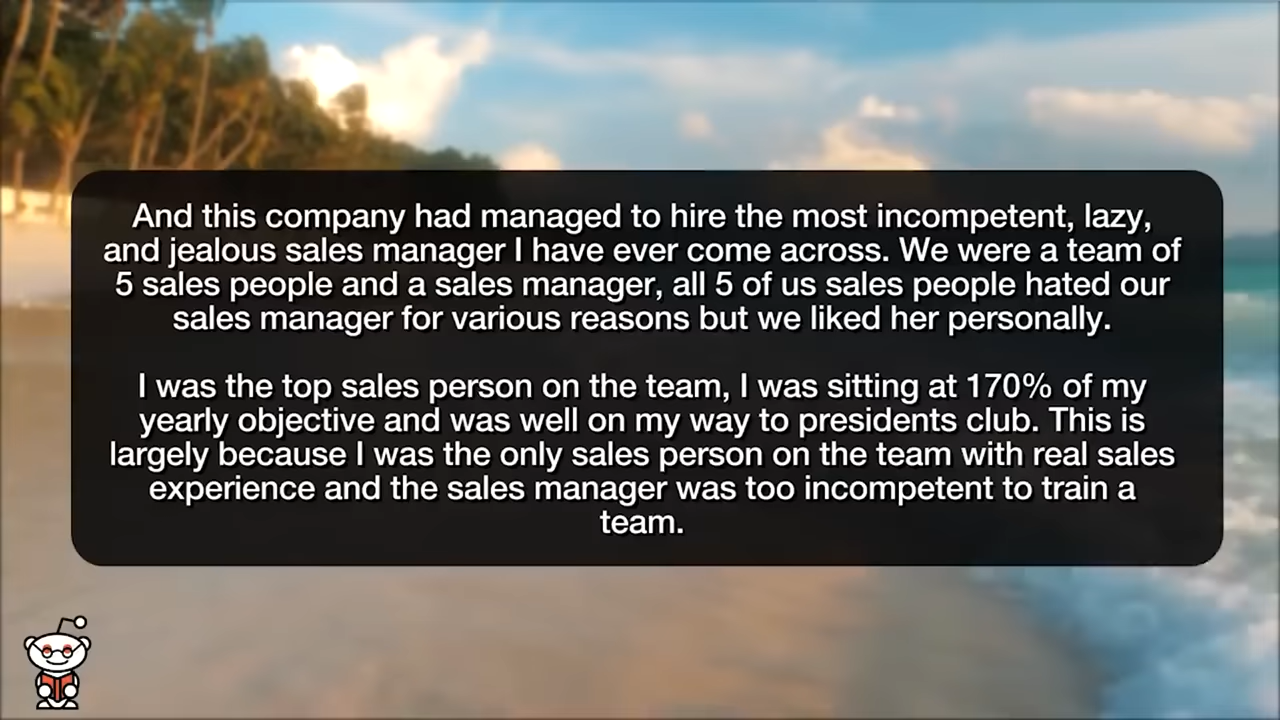 And this company had managed to hire the most incompetent, lazy,
and jealous sales manager I have ever come across. We were a team of
5 sales people and a sales manager, all 5 of us sales people hated our
sales manager for various reasons but we liked her personally.
I was the top sales person on the team, I was sitting at 170% of my
yearly objective and was well on my way to presidents club. This is
largely because I was the only sales person on the team with real sales
experience and the sales manager was too incompetent to train a
team.